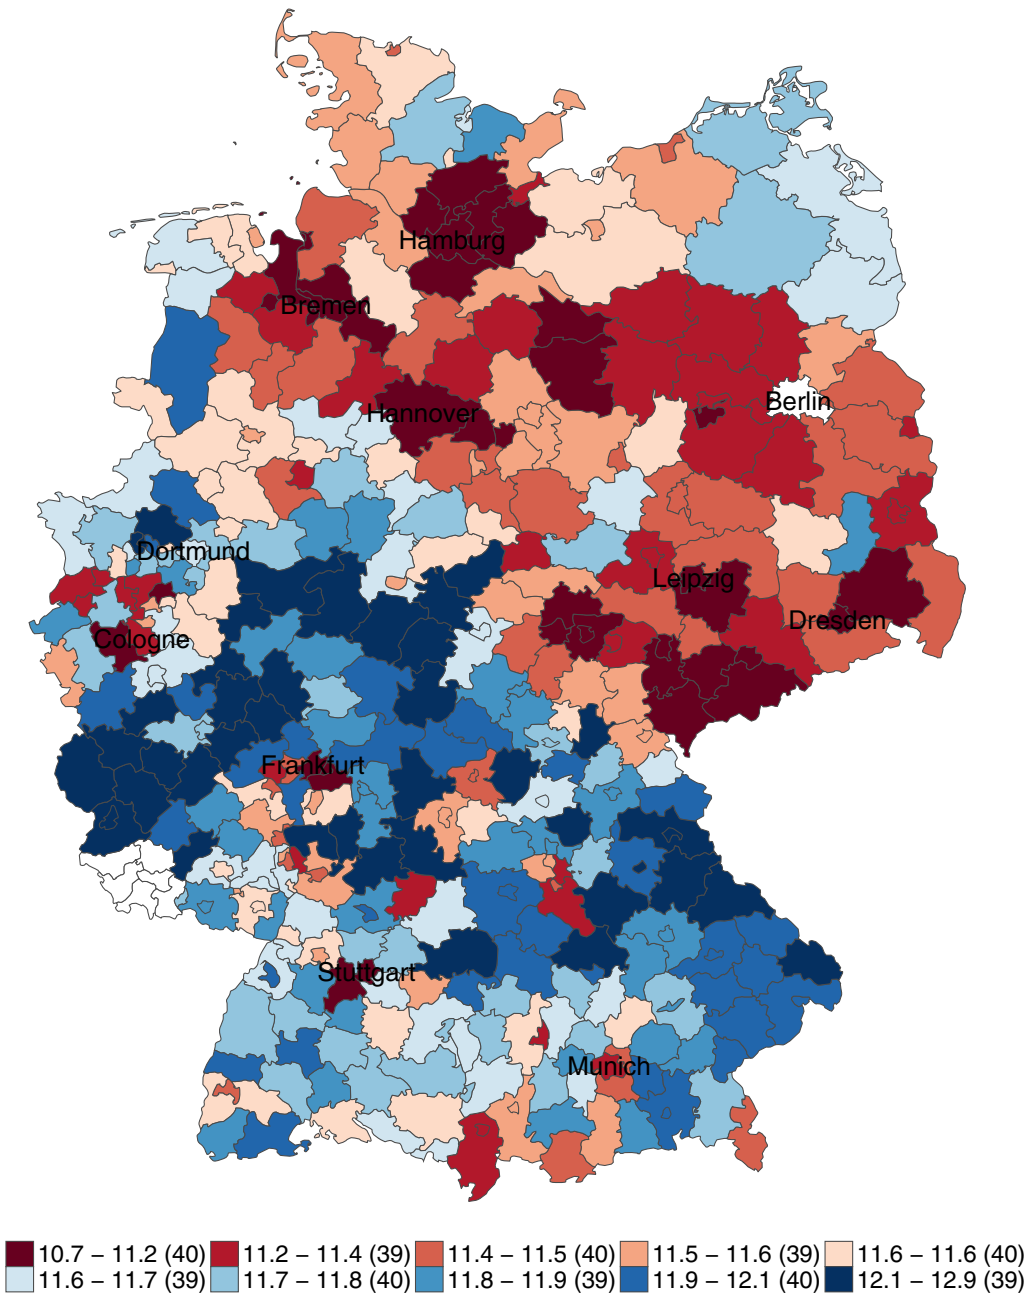 Hamburg
Bremen
Berlin
Hannover
Dortmund
Leipzig
Dresden
Cologne
Frankfurt
Stuttgart
Munich
10.7 – 11.2 (40) 11.2 – 11.4 (39) 11.4 – 11.5 (40) 11.5 – 11.6 (39) 11.6 – 11.6 (40)
11.6 – 11.7 (39) 11.7 – 11.8 (40) 11.8 – 11.9 (39) 11.9 – 12.1 (40) 12.1 – 12.9 (39)